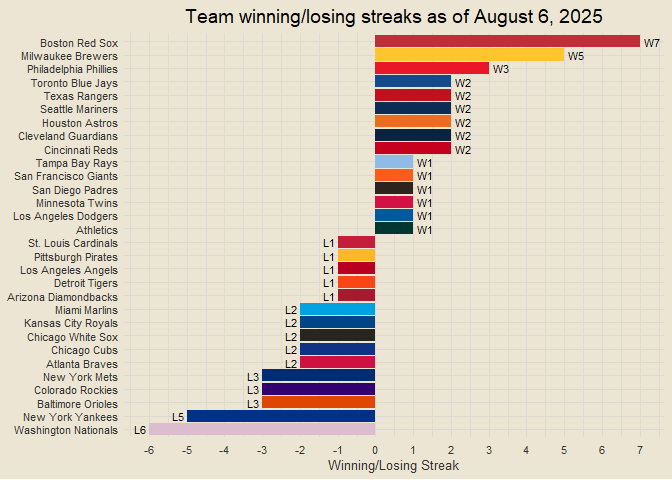 Team winning/losing streaks as of August 6, 2025
Boston Red Sox W7
Milwaukee Brewers W5
Philadelphia Phillies W3
Toronto Blue Jays W2
Texas Rangers W2
Seattle Mariners W2
Houston Astros W2
Cleveland Guardians W2
Cincinnati Reds W2
Tampa Bay Rays W1
San Francisco Giants W1
San Diego Padres W1
Minnesota Twins W1
Los Angeles Dodgers W1
Athletics W1
St. Louis Cardinals L1
Pittsburgh Pirates L1
Los Angeles Angels L1
Detroit Tigers L1
Arizona Diamondbacks L1
Miami Marlins L2
Kansas City Royals L2
Chicago White Sox L2
Chicago Cubs L2
Atlanta Braves L2
New York Mets L3
Colorado Rockies L3
Baltimore Orioles L3
New York Yankees L5
Washington Nationals L6
-6 -5 -4 -3 -2 -1 0 1 2 3 4 5 6 7
Winning/Losing Streak